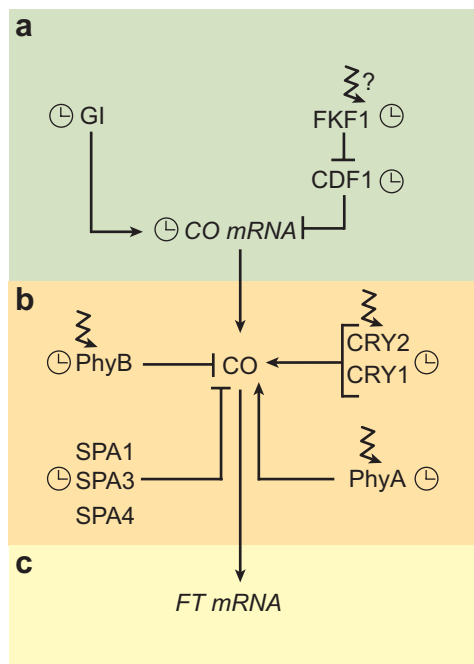 a
?
GI
FKF1
CDF1
CO mRNA
b
PhyB
CO
CRY2
CRY1
SPA1
SPA3
PhyA
SPA4
c
FT mRNA